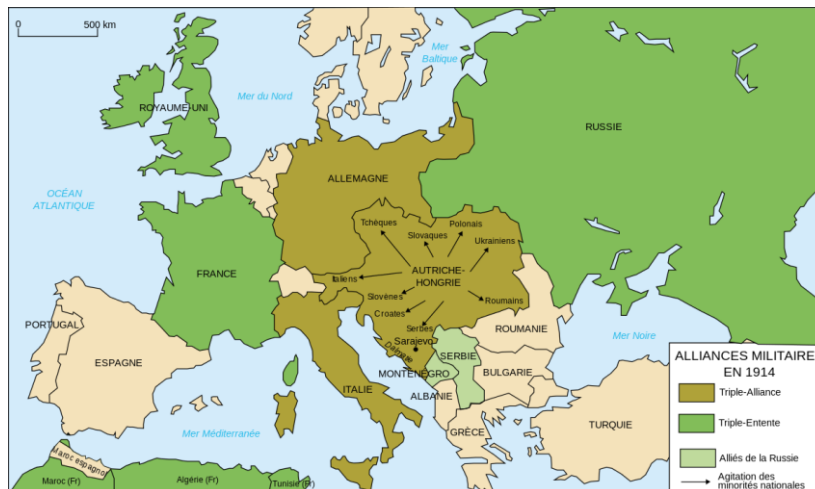 0 500 km
Mer
Baltique
ROYAUME-UNI
Mer du Nord
RUSSIE
OCÉAN
ATLANTIQUE
ALLEMAGNE
Tchèques
Slovaques
Polonais
Ukrainiens
FRANCE
Italiens
AUTRICHE-
HONGRIE
Slovènes
Croates
Roumains
Serbes
Sarajevo
Dalmatie
PORTUGAL
ESPAGNE
ROUMANIE
Mer Noire
SERBIE
MONTÉNÉGRO
BULGARIE
ITALIE
ALBANIE
GRÈCE
TURQUIE
Mer Méditerranée
Maroc espagnol
Maroc (Fr)
Algérie (Fr)
Tunisie (Fr)
ALLIANCES MILITAIRE
EN 1914
Triple-Alliance
Triple-Entente
Alliés de la Russie
Agitation des
minorités nationales